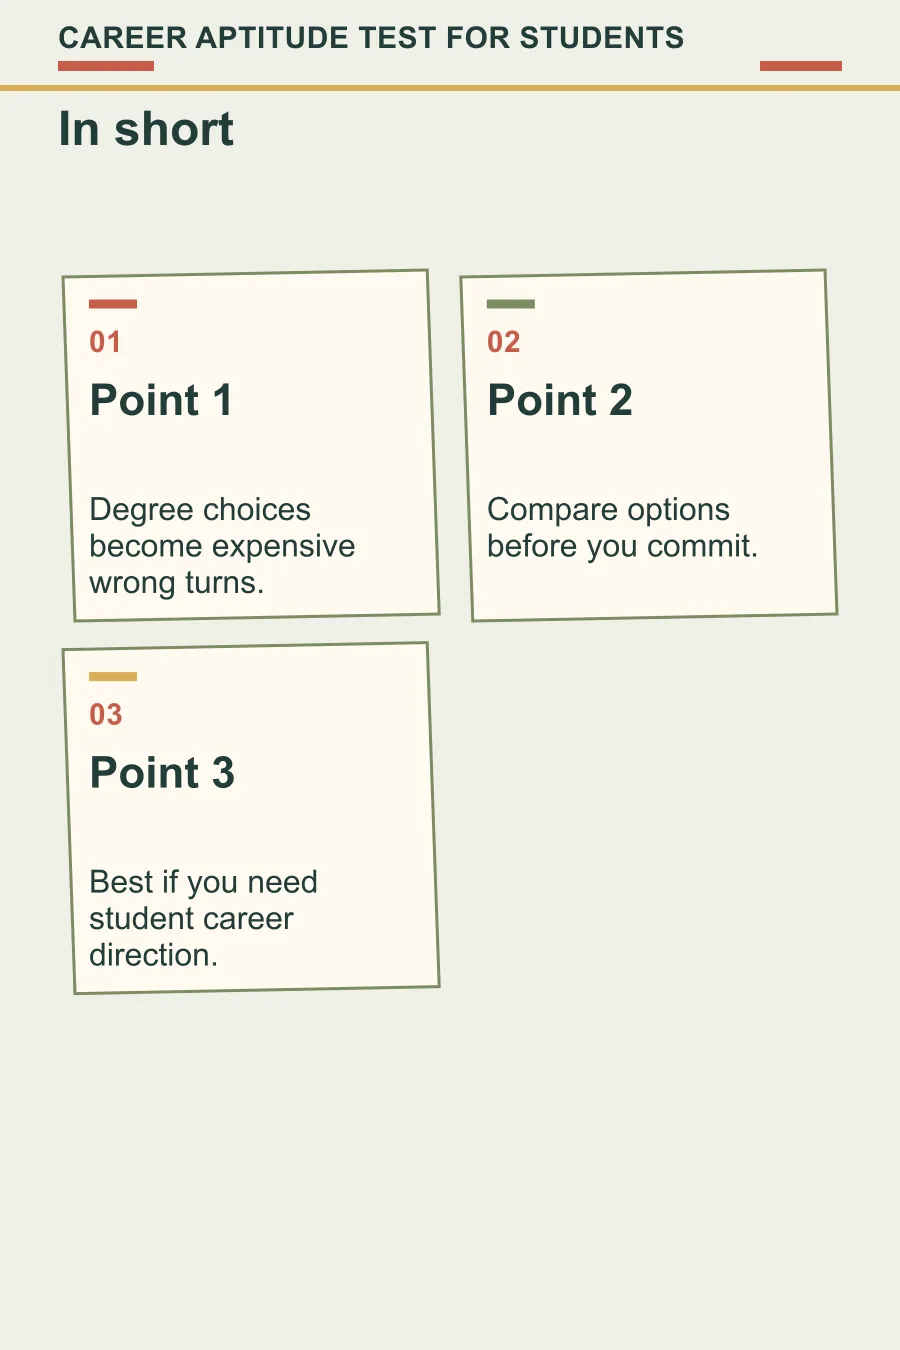 CAREER APTITUDE TEST FOR STUDENTS
In short
01
Point 1
Degree choices
become expensive
wrong turns.
02
Point 2
Compare options
before you commit.
03
Point 3
Best if you need
student career
direction.